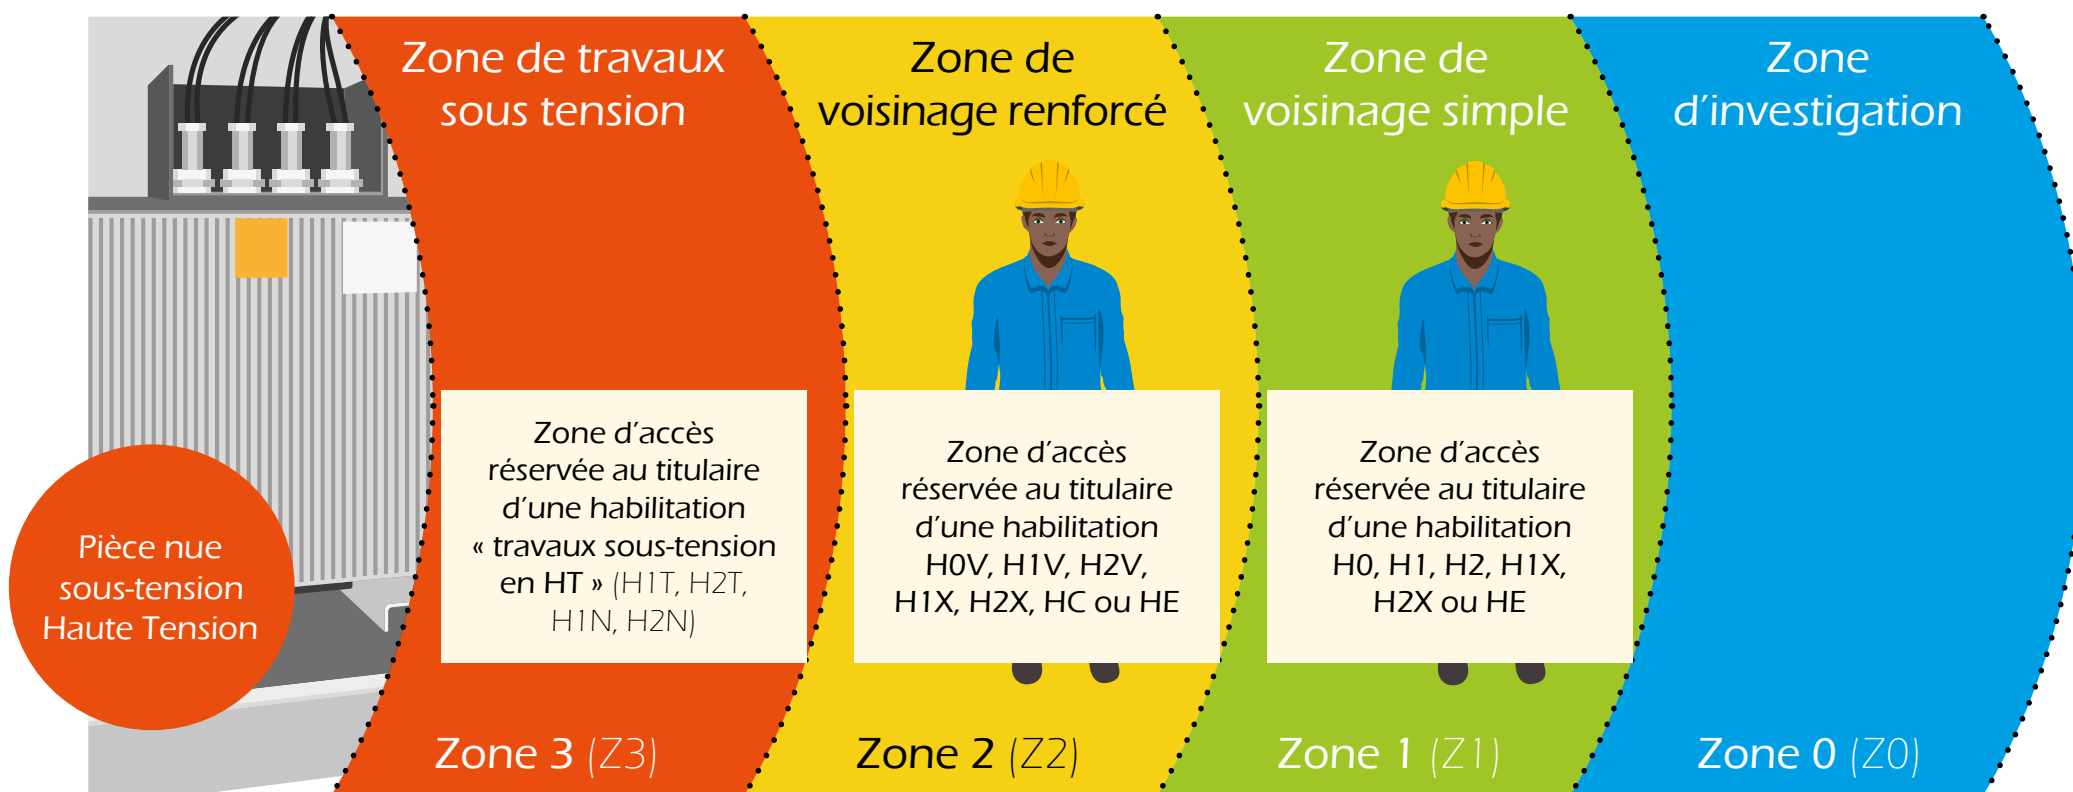 Zone de travaux
sous tension
Zone de
voisinage renforcé
Zone de
voisinage simple
Zone
d'investigation
Pièce nue
sous-tension
Haute Tension
Zone d'accès
réservée au titulaire
d'une habilitation
« travaux sous-tension
en HT » (H1T, H2T,
H1N, H2N)
Zone d'accès
réservée au titulaire
d'une habilitation
H0V, H1V, H2V,
H1X, H2X, HC ou HE
Zone d'accès
réservée au titulaire
d'une habilitation
H0, H1, H2, H1X,
H2X ou HE
Zone 3 (Z3)
Zone 2 (Z2)
Zone 1 (Z1)
Zone 0 (Z0)